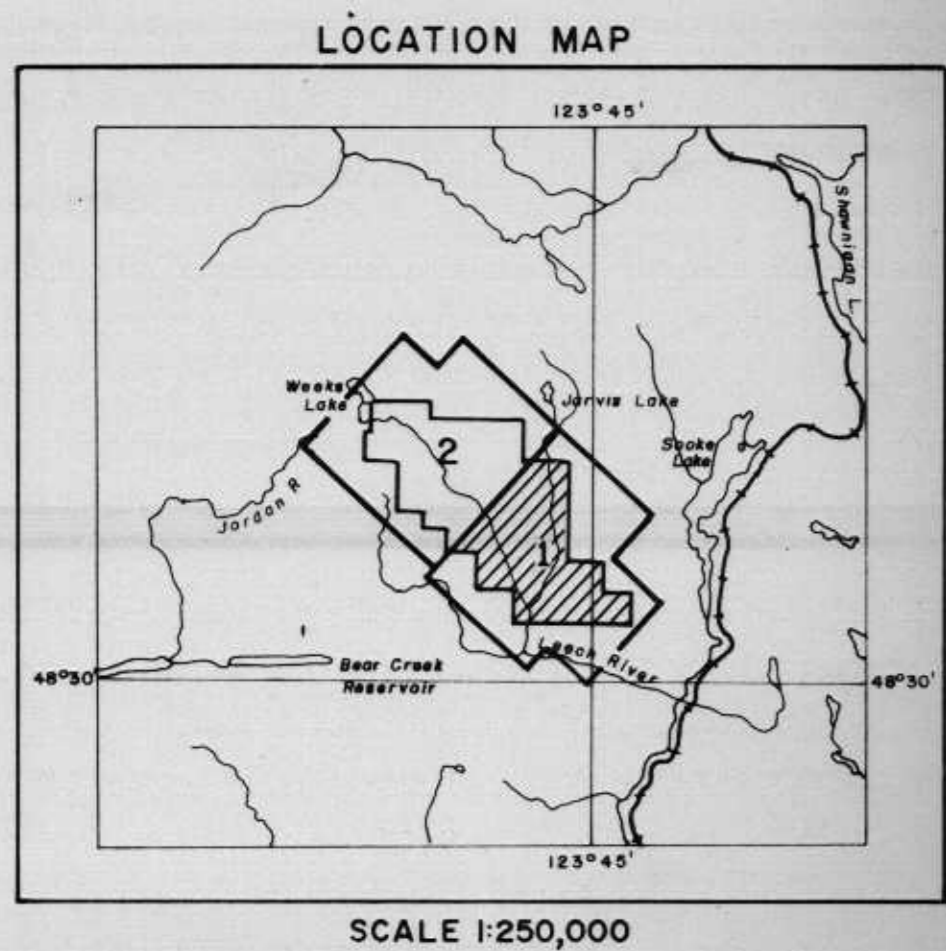 LOCATION MAP
123° 45'
Shawnigan L.
Weeks
Lake
Jarvis Lake
Sooke
Lake
2
Jordan R.
1
Leech River
Bear Creek
Reservoir
48°30'
48°30'
123° 45'
SCALE 1:250,000